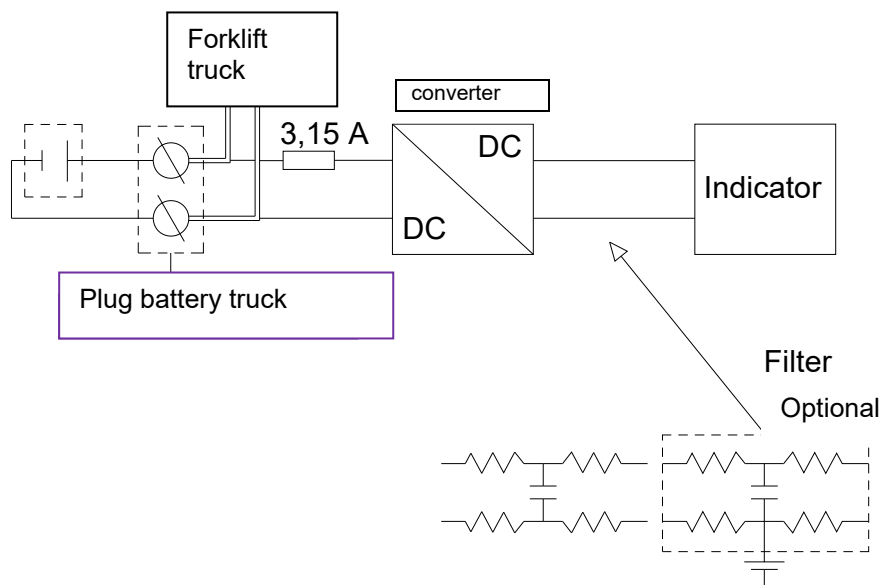 Forklift
truck
converter
3,15 A
DC
DC
Indicator
Plug battery truck
Filter
Optional